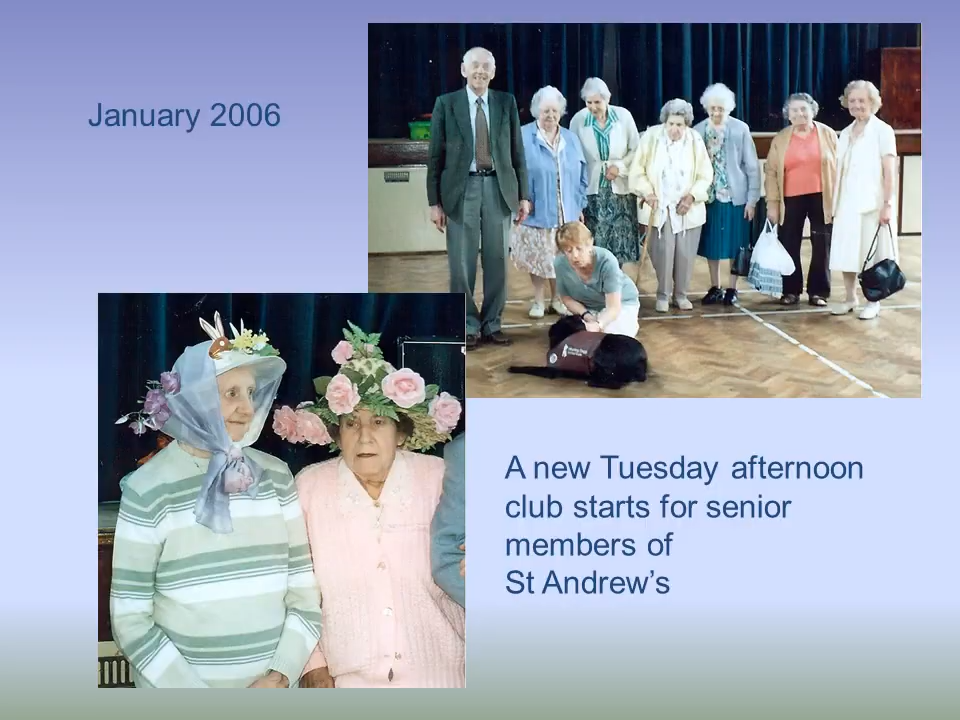 January 2006
A new Tuesday afternoon
club starts for senior
members of
St Andrew’s